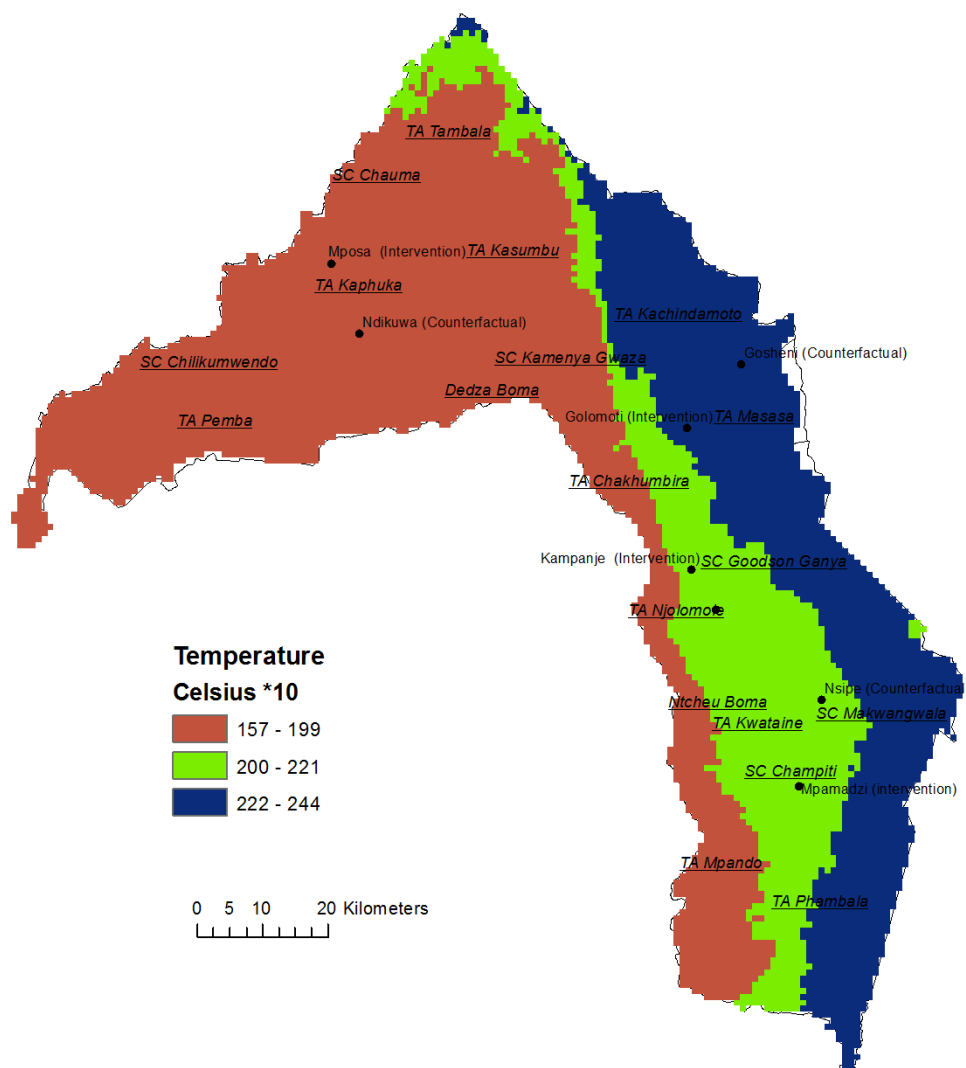 TA Tambala
SC Chauma
Mposa  (Intervention)
TA Kasumbu
TA Kaphuka
TA Kachindamoto
Ndikuwa (Counterfactual)
SC Chilikumwendo
SC Kamenya Gwaza
Gosheni (Counterfactual)
Dedza Boma
TA Pemba
Golomoti (Intervention)
TA Masasa
TA Chakhumbira
Kampanje  (Intervention)
SC Goodson Ganya
TA Njolomole
Temperature
Celsius *10
157 - 199
200 - 221
222 - 244
Nsipe (Counterfactual
Ntcheu Boma
SC Makwangwala
TA Kwataine
SC Champiti
Mpamadzi (intervention)
TA Mpando
TA Phambala
0 5 10 20 Kilometers